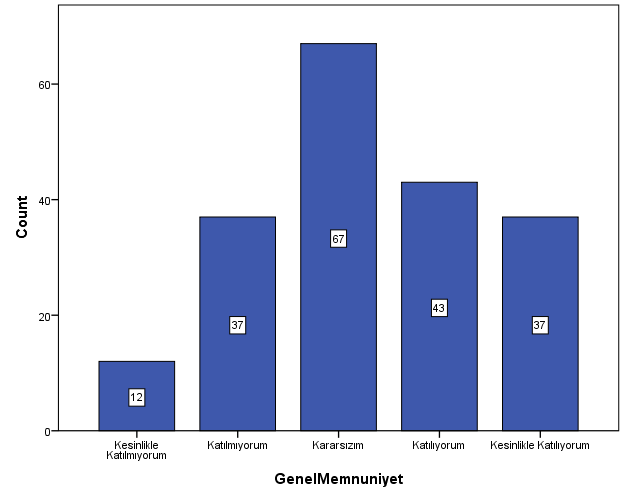 Count
60
40
20
0
12
37
67
43
37
Kesinlikle
Katılmıyorum
Katılmıyorum
Kararsızım
Katılıyorum
Kesinlikle Katılıyorum
GenelMemnuniyet